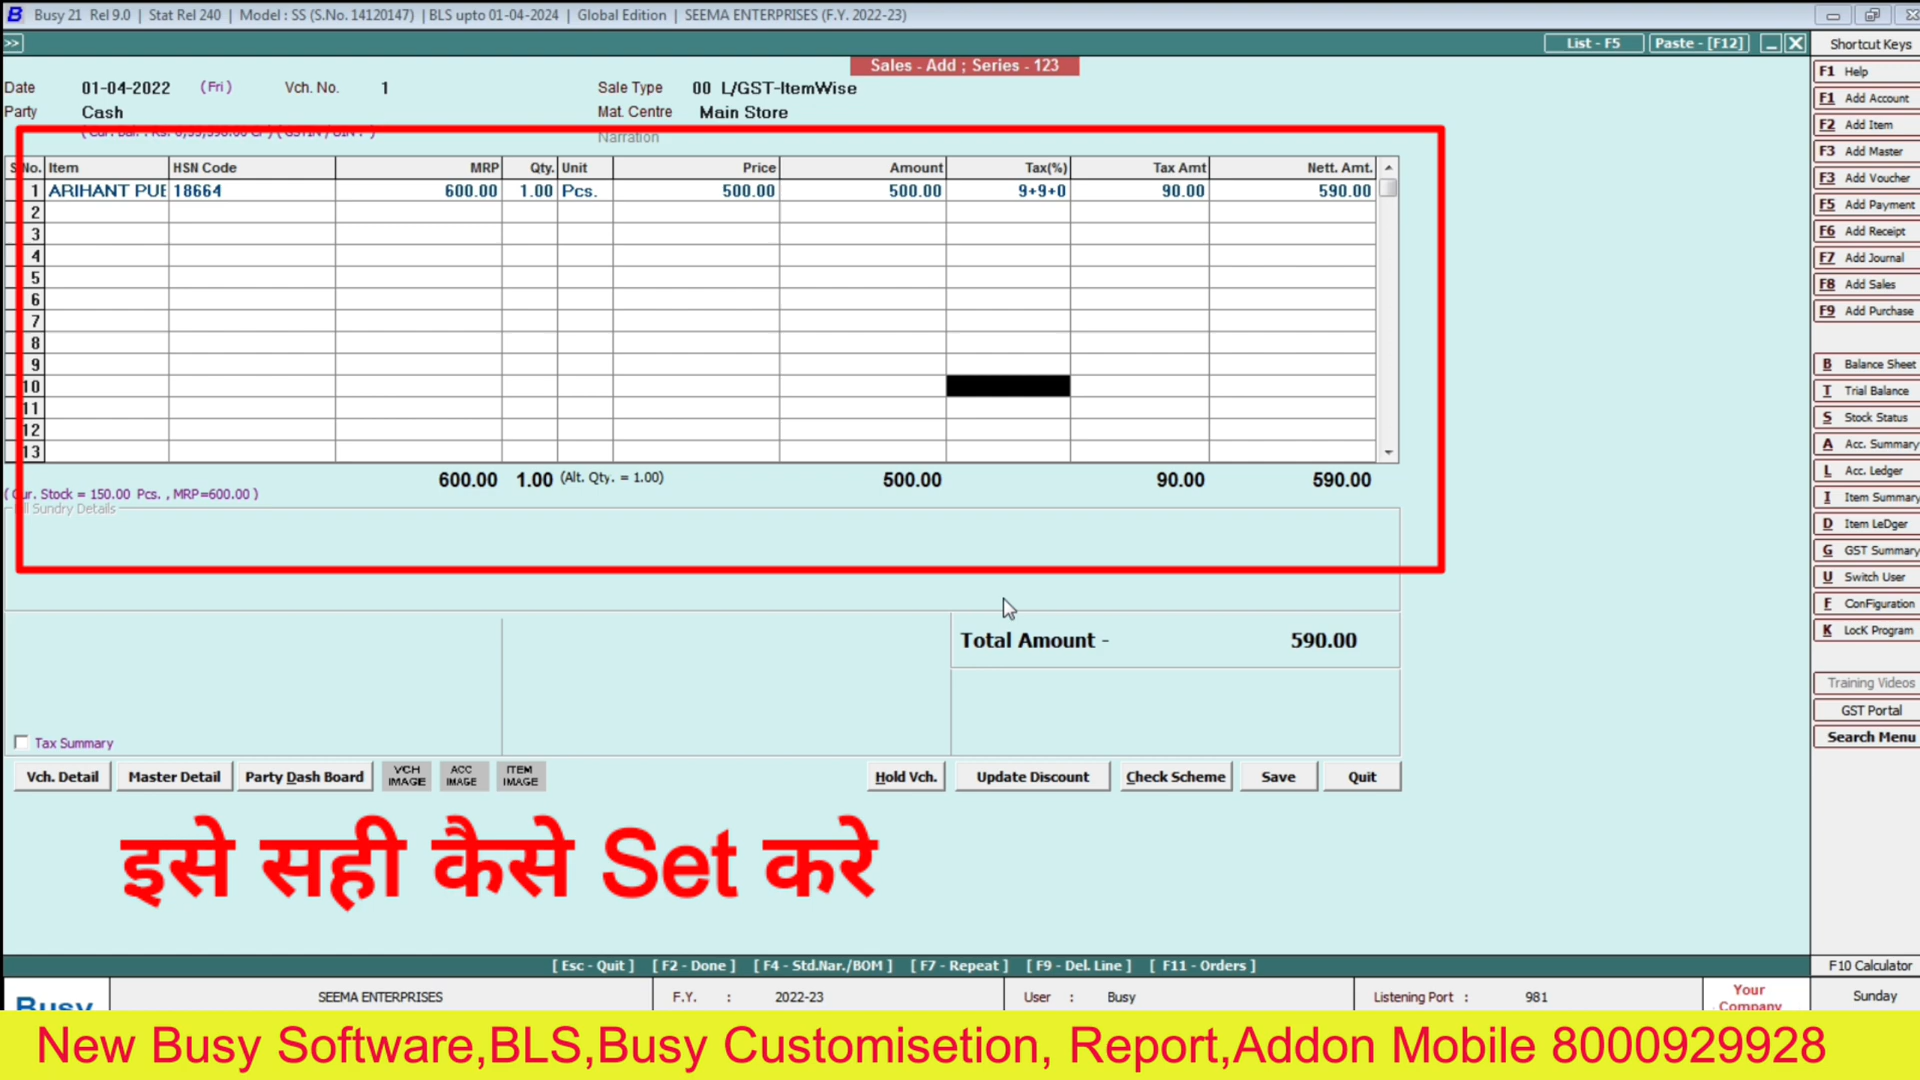 Busy 21 Rel 9.0 | Stat Rel 240 | Model : SS (S.No. 14120147) | BLS upto 01-04-2024 | Global Edition | SEEMA ENTERPRISES (F.Y. 2022-23)
>> List - F5 Paste - [F12] Shortcut Keys
Sales - Add ; Series - 123
Date 01-04-2022 (Fri) Vch. No. 1 Sale Type 00 L/GST-ItemWise
Party Cash Mat. Centre Main Store
Narration
S.No. Item HSN Code MRP Qty. Unit Price Amount Tax(%) Tax Amt Nett. Amt.
1 ARIHANT PUE 18664 600.00 1.00 Pcs. 500.00 500.00 9+9+0 90.00 590.00
2
3
4
5
6
7
8
9
10
11
12
13
600.00 1.00 (Alt. Qty. = 1.00) 500.00 90.00 590.00
( Cur. Stock = 150.00 Pcs. , MRP=600.00 )
Sundry Details
Total Amount - 590.00
Tax Summary
Vch. Detail Master Detail Party Dash Board VCH IMAGE ACC IMAGE ITEM IMAGE Hold Vch. Update Discount Check Scheme Save Quit
F1 Help
F1 Add Account
F2 Add Item
F3 Add Master
F3 Add Voucher
F5 Add Payment
F6 Add Receipt
F7 Add Journal
F8 Add Sales
F9 Add Purchase
B Balance Sheet
T Trial Balance
S Stock Status
A Acc. Summary
L Acc. Ledger
I Item Summary
D Item LeDger
G GST Summary
U Switch User
F ConFiguration
K LocK Program
Training Videos
GST Portal
Search Menu
इसे सही कैसे Set करे
[ Esc - Quit ] [ F2 - Done ] [ F4 - Std.Nar./BOM ] [ F7 - Repeat ] [ F9 - Del. Line ] [ F11 - Orders ] F10 Calculator
Busy SEEMA ENTERPRISES F.Y. : 2022-23 User : Busy Listening Port : 981 Your Company Sunday
New Busy Software,BLS,Busy Customisetion, Report,Addon Mobile 8000929928